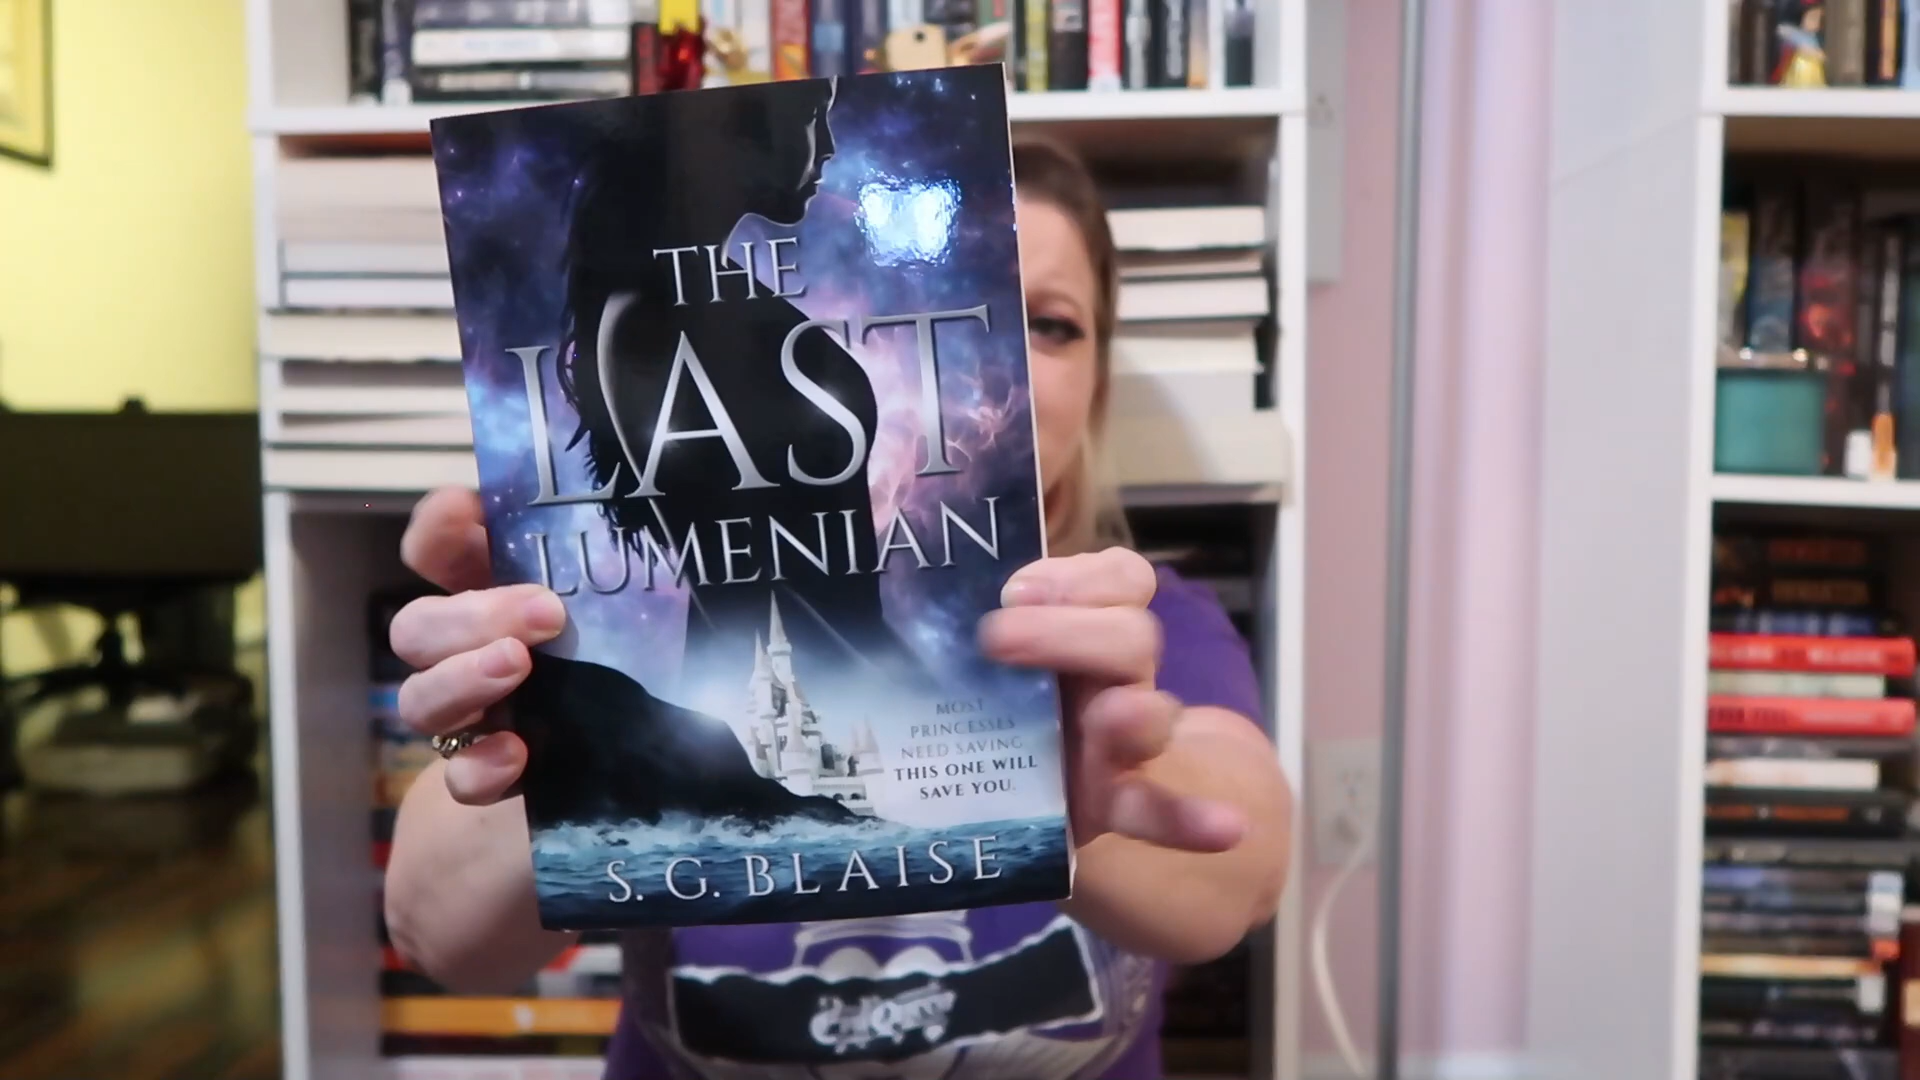 THE
LAST
LUMENIAN
MOST
PRINCESSES
NEED SAVING
THIS ONE WILL
SAVE YOU.
S. G. BLAISE